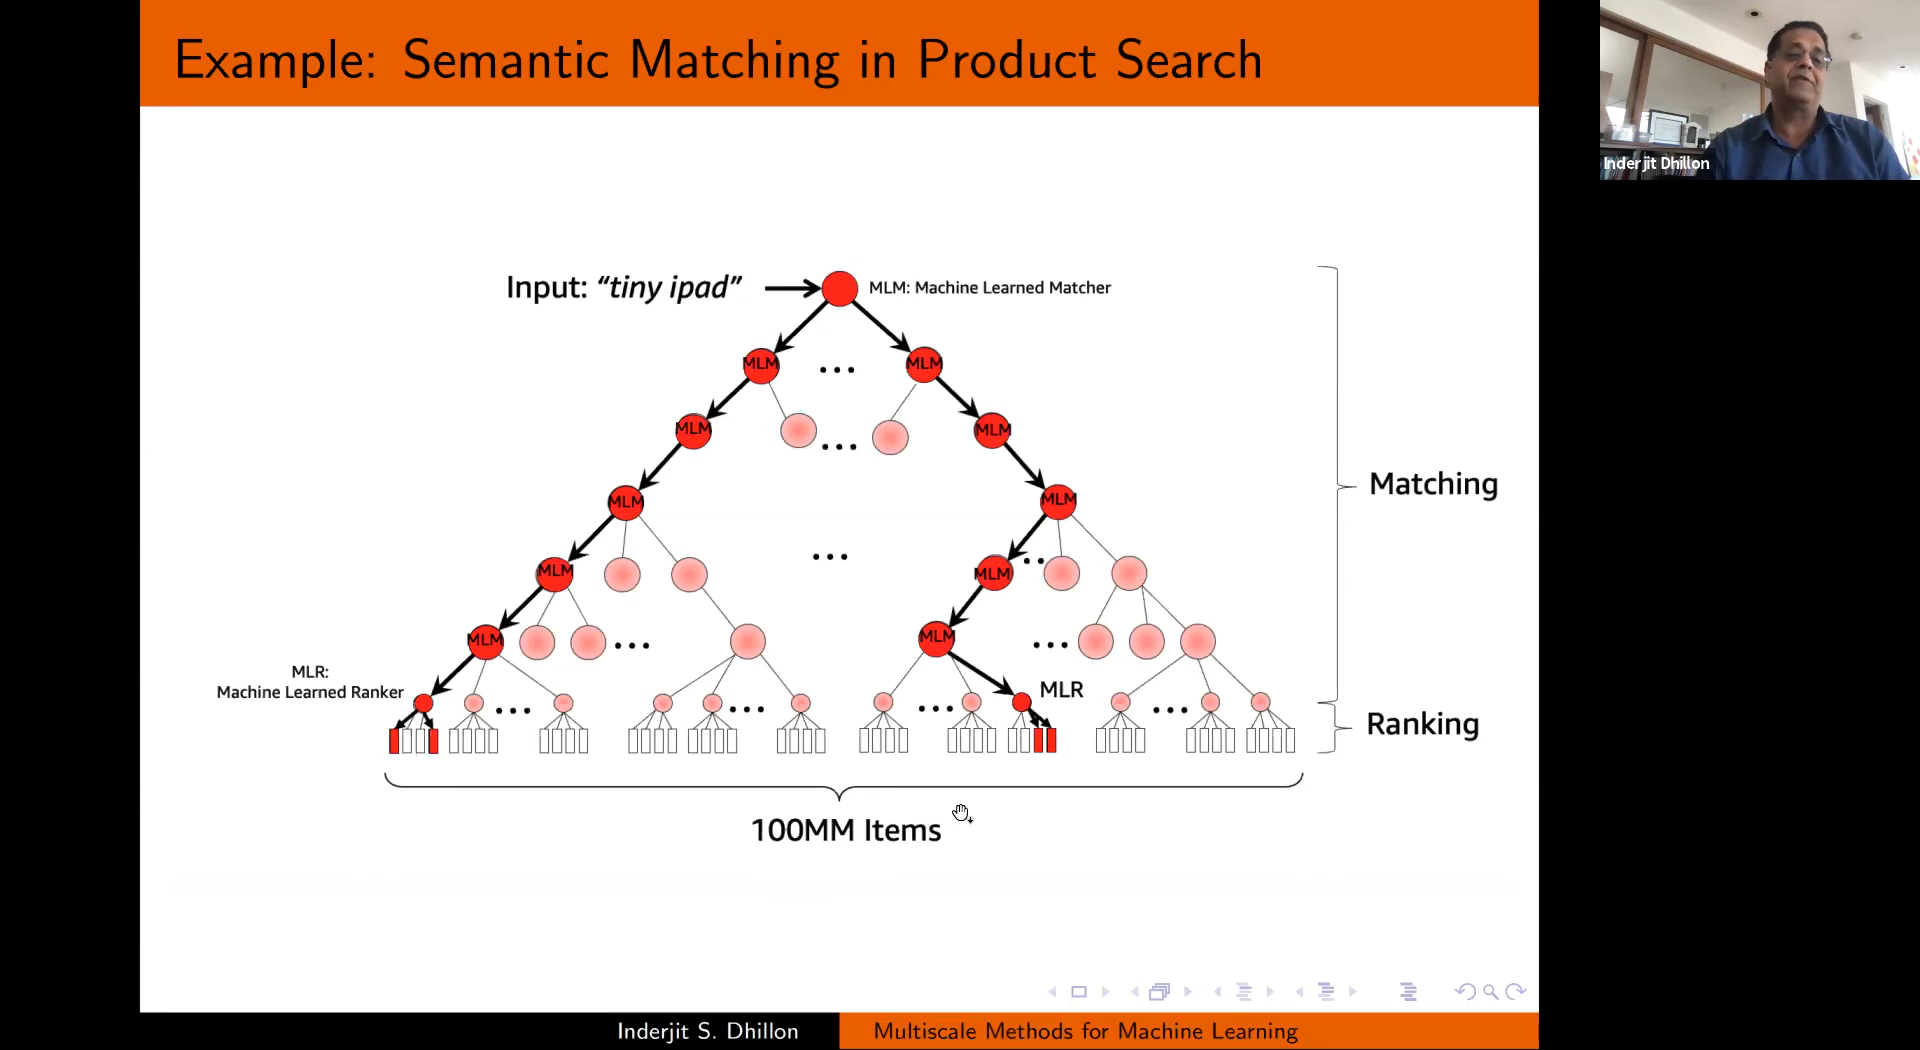 Example: Semantic Matching in Product Search
Inderjit Dhillon
Input: “tiny ipad”
MLM: Machine Learned Matcher
MLM
MLM
MLM
MLM
MLM
MLM
Matching
MLM
MLM
MLM
MLM
MLR:
Machine Learned Ranker
MLR
Ranking
100MM Items
Inderjit S. Dhillon
Multiscale Methods for Machine Learning